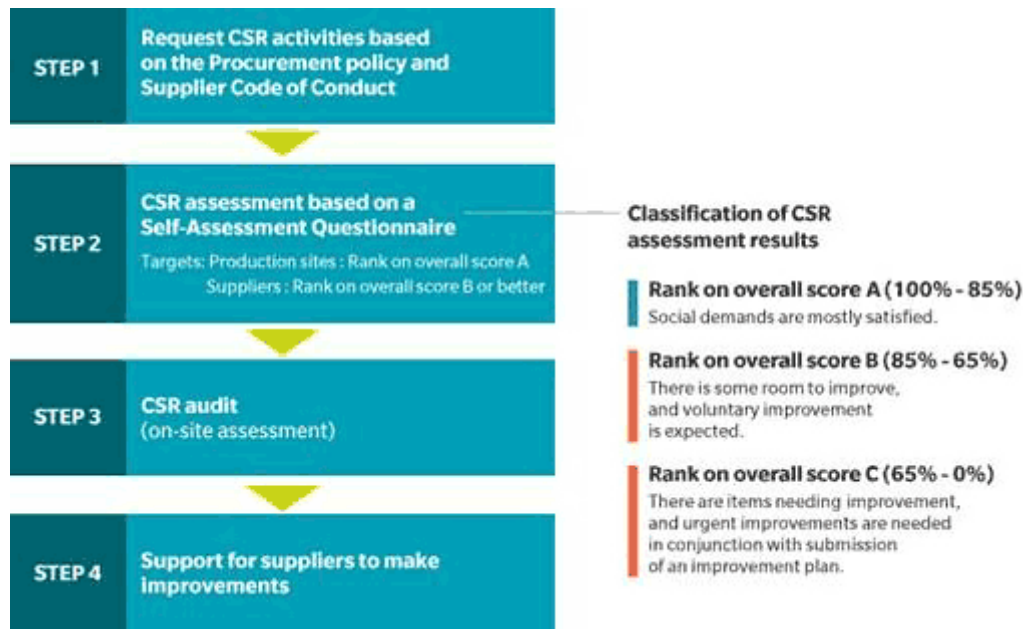 STEP 1
Request CSR activities based
on the Procurement policy and
Supplier Code of Conduct
STEP 2
CSR assessment based on a
Self-Assessment Questionnaire
Targets: Production sites : Rank on overall score A
Suppliers : Rank on overall score B or better
STEP 3
CSR audit
(on-site assessment)
STEP 4
Support for suppliers to make
improvements
Classification of CSR
assessment results
Rank on overall score A (100% - 85%)
Social demands are mostly satisfied.
Rank on overall score B (85% - 65%)
There is some room to improve,
and voluntary improvement
is expected.
Rank on overall score C (65% - 0%)
There are items needing improvement,
and urgent improvements are needed
in conjunction with submission
of an improvement plan.